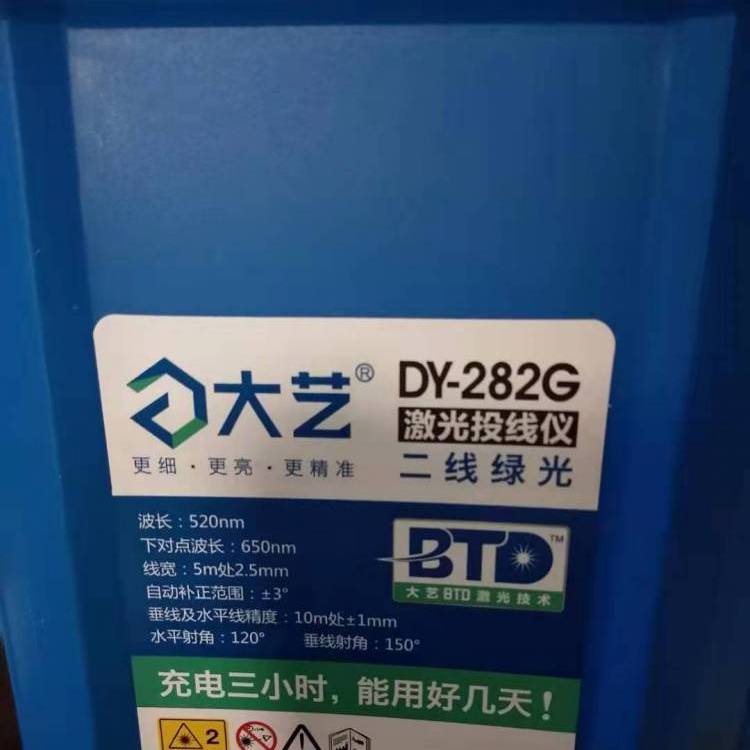 大艺® DY-282G
激光投线仪
更细·更亮·更精准 二线绿光
波长：520nm
下对点波长：650nm
线宽：5m处2.5mm
自动补正范围：±3°
垂线及水平线精度：10m处±1mm
水平射角：120° 垂线射角：150°
BTD™
大艺BTD激光技术
充电三小时，能用好几天！
2